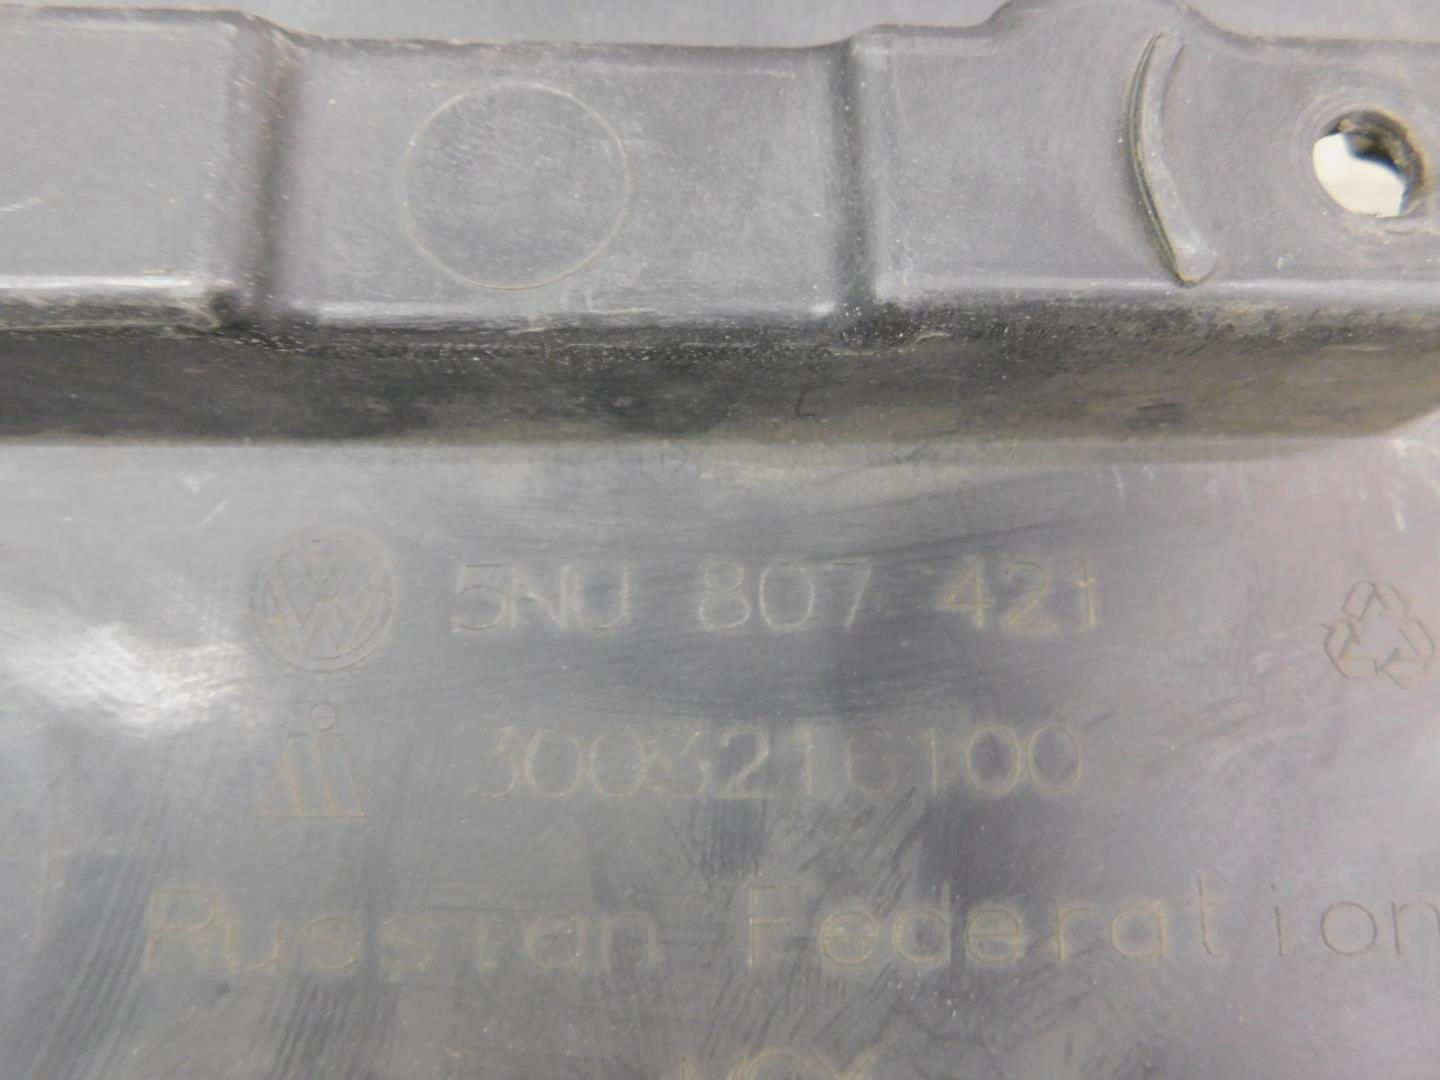 5NU 807 421
3003216100
Russian Federation